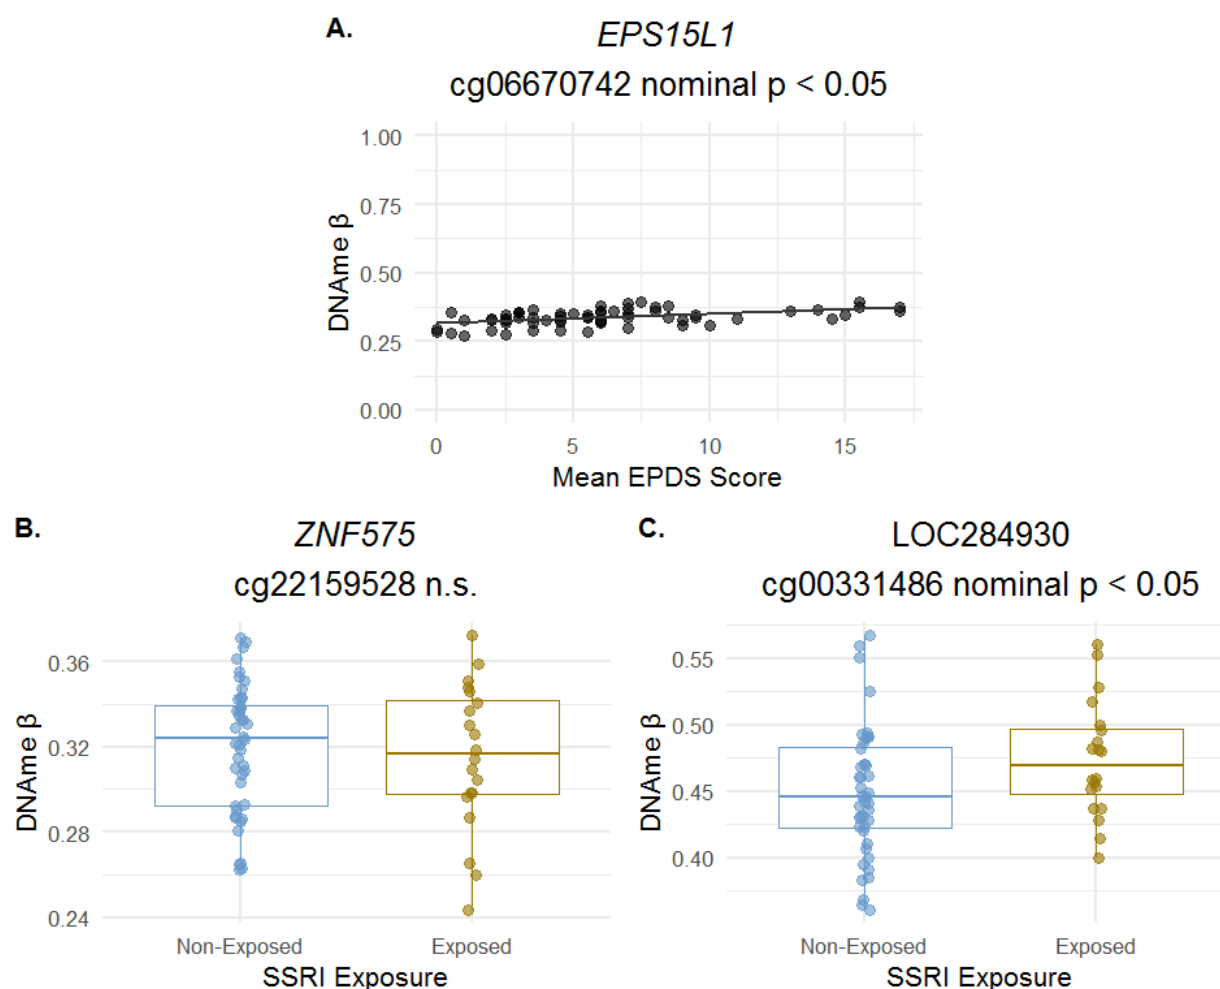 A.
EPS15L1
cg06670742 nominal p < 0.05
1.00
0.75
0.50
0.25
0.00
DNAme β
0
5
10
15
Mean EPDS Score
B.
ZNF575
cg22159528 n.s.
0.36
0.32
0.28
0.24
DNAme β
Non-Exposed
Exposed
SSRI Exposure
C.
LOC284930
cg00331486 nominal p < 0.05
0.55
0.50
0.45
0.40
DNAme β
Non-Exposed
Exposed
SSRI Exposure